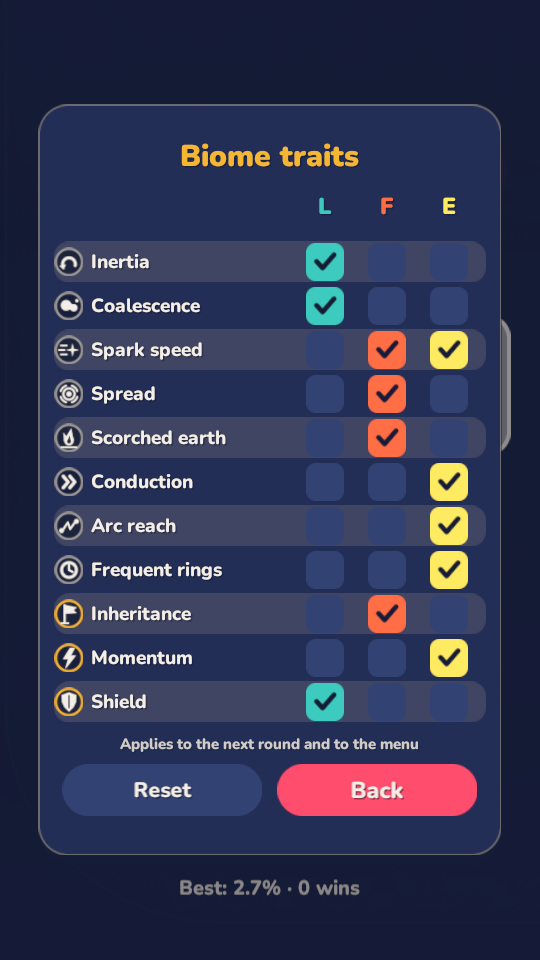 Biome traits
L F E
Inertia
Coalescence
Spark speed
Spread
Scorched earth
Conduction
Arc reach
Frequent rings
Inheritance
Momentum
Shield
Applies to the next round and to the menu
Reset Back
Best: 2.7% · 0 wins